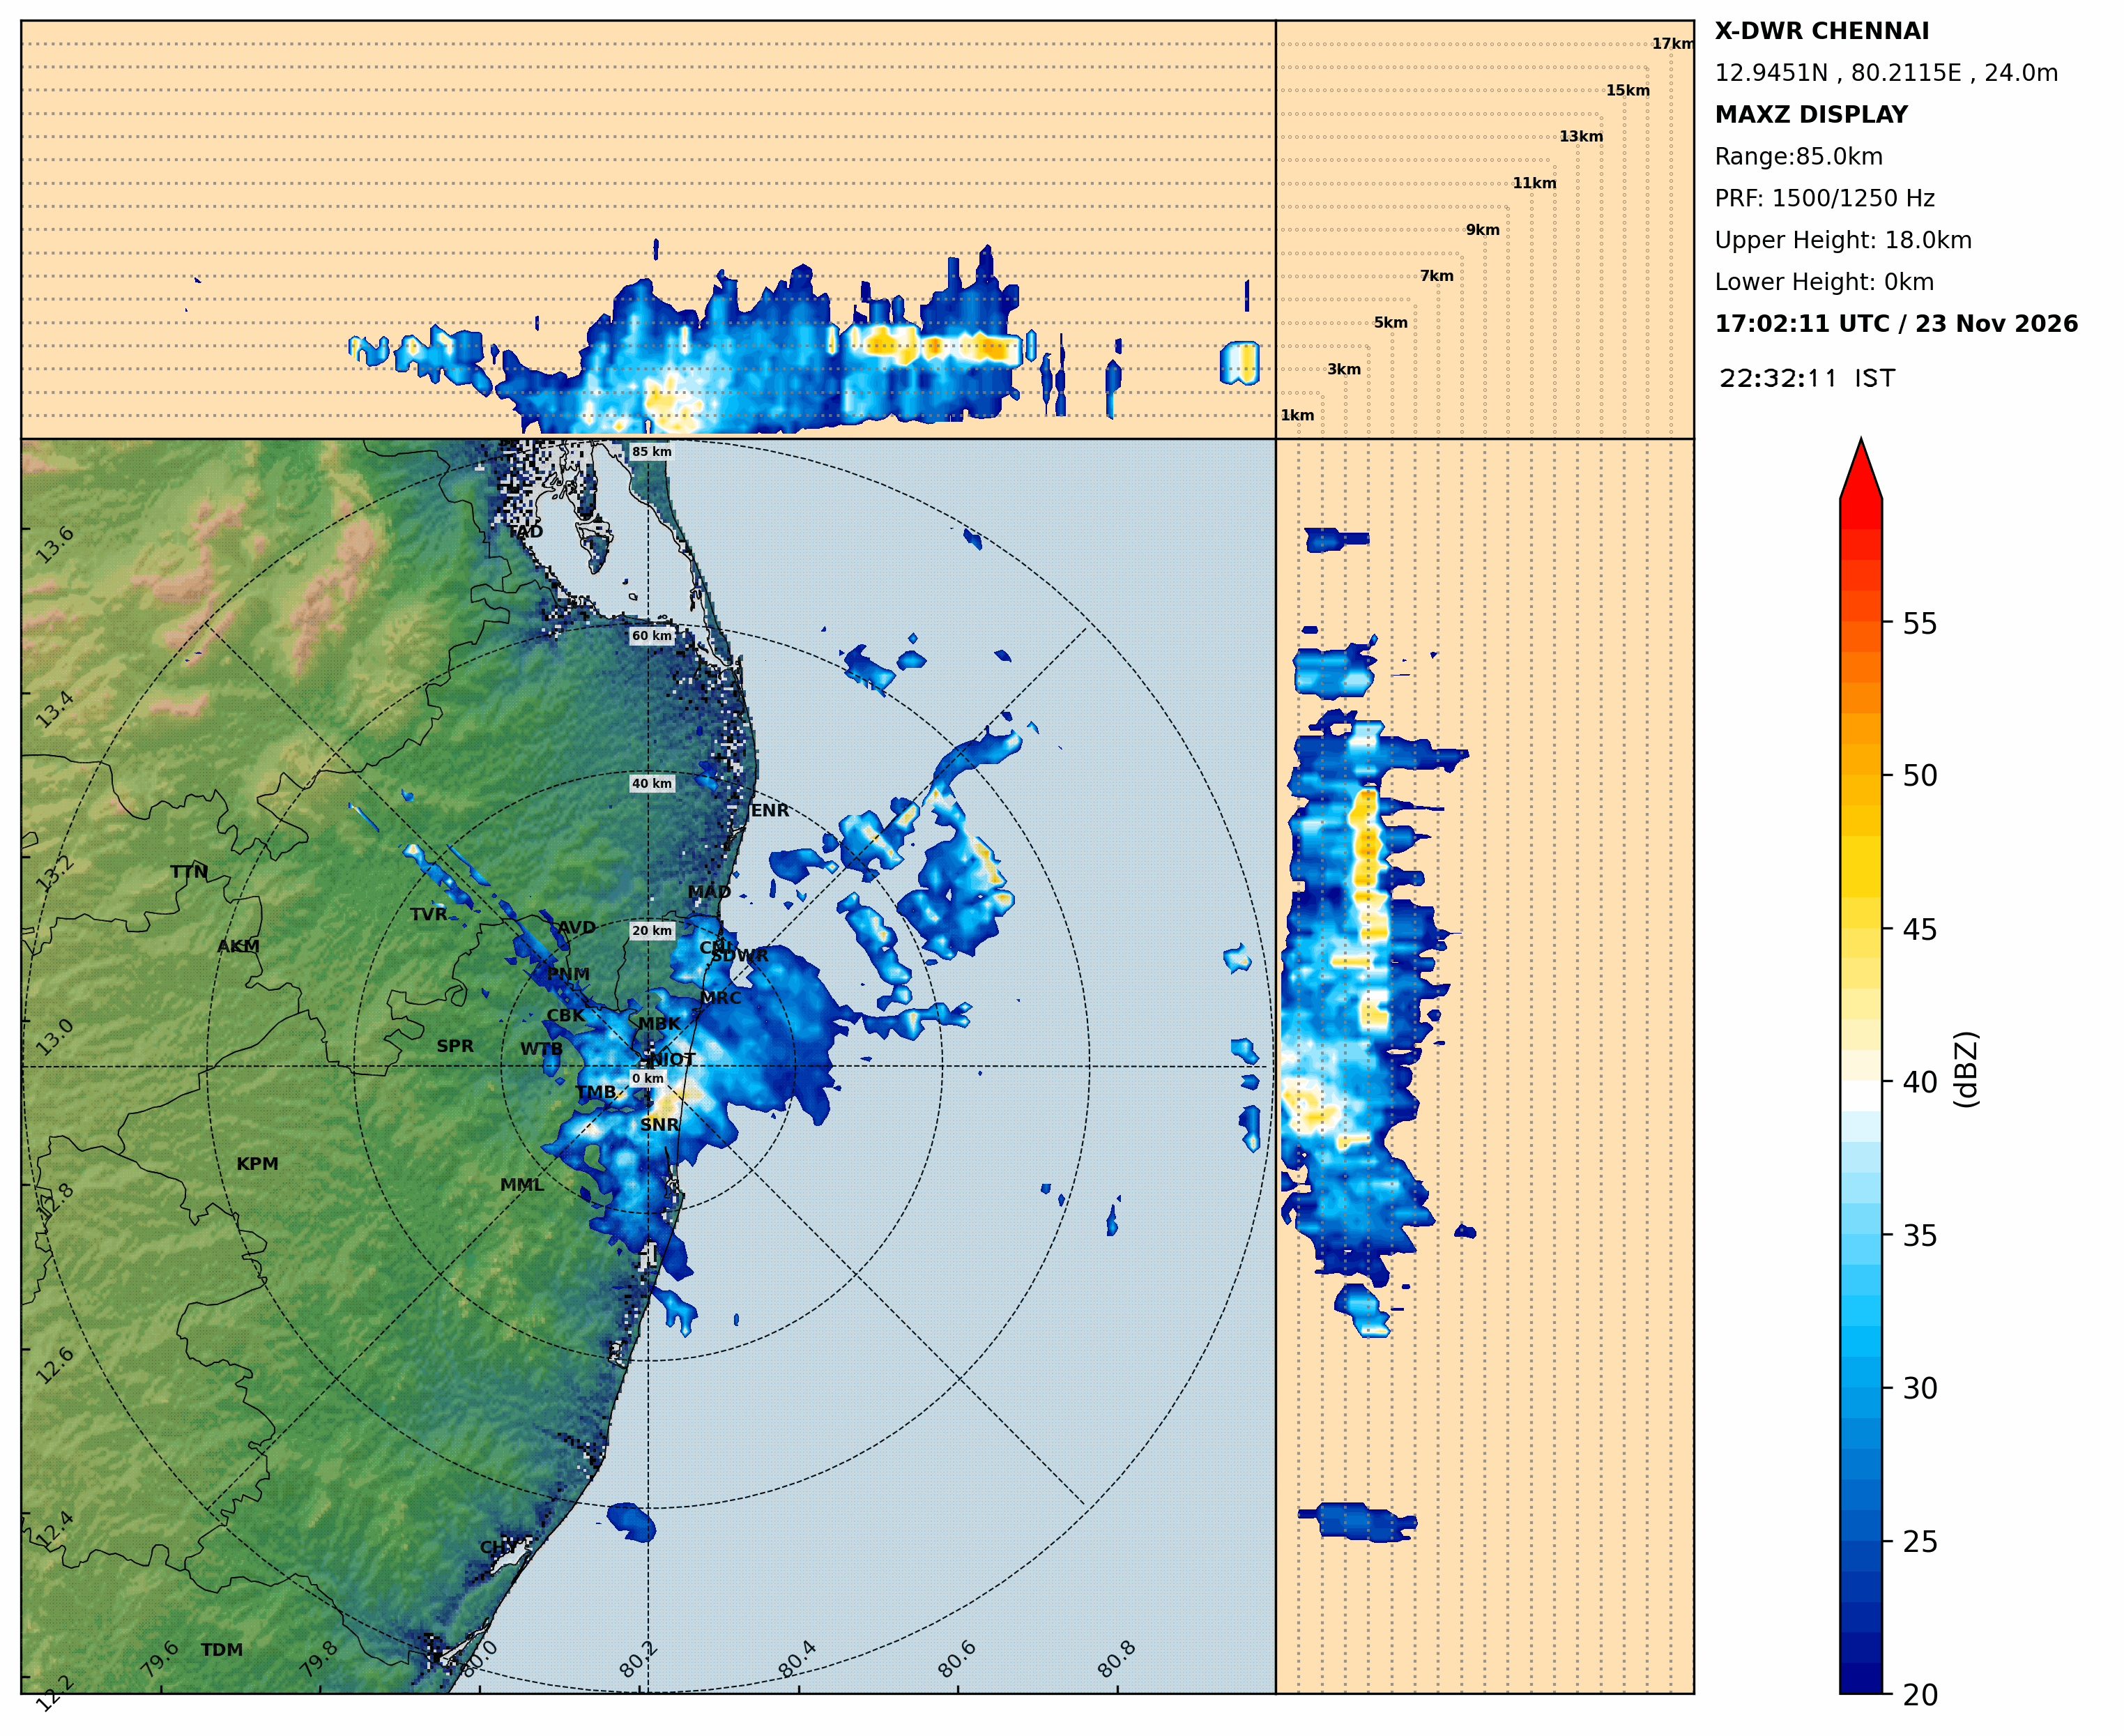 X-DWR CHENNAI
12.9451N , 80.2115E , 24.0m
MAXZ DISPLAY
Range:85.0km
PRF: 1500/1250 Hz
Upper Height: 18.0km
Lower Height: 0km
17:02:11 UTC / 23 Nov 2026
22:32:11 IST
17km
15km
13km
11km
9km
7km
5km
3km
1km
85 km
60 km
40 km
20 km
0 km
TAD
ENR
TTN
MAD
TVR
AVD
AKM
CNL
SDWR
PNM
MRC
CBK
MBK
SPR
WTB
NIOT
TMB
SNR
KPM
MML
CHY
TDM
13.6
13.4
13.2
13.0
12.8
12.6
12.4
12.2
79.6
79.8
80.0
80.2
80.4
80.6
80.8
55
50
45
40
35
30
25
20
(dBZ)